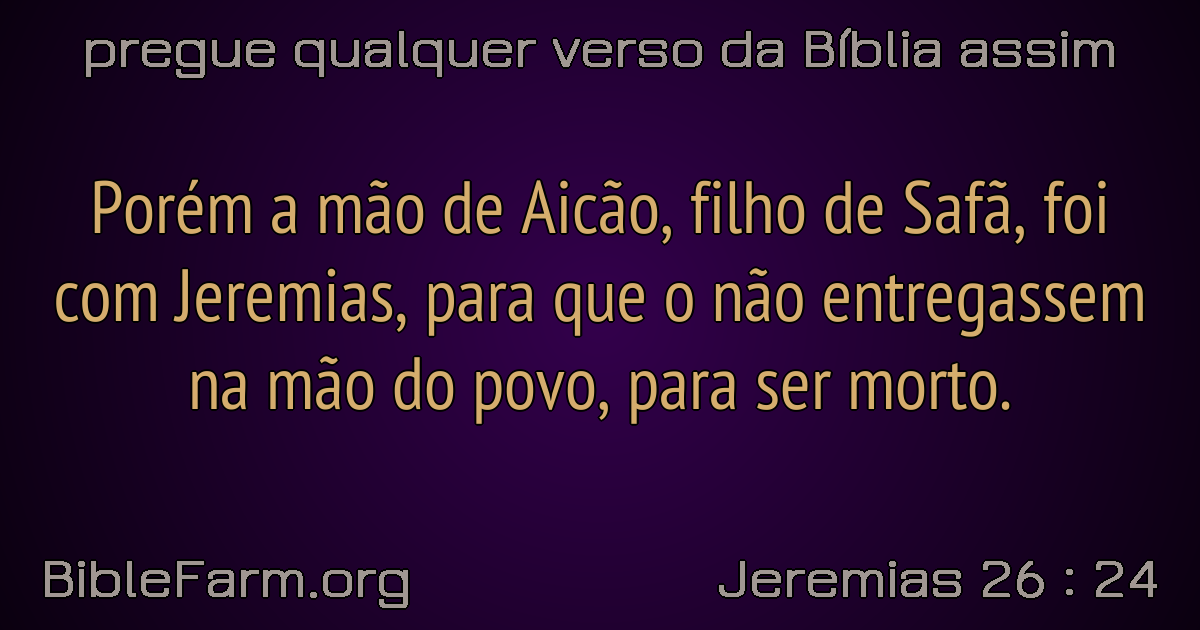 pregue qualquer verso da Bíblia assim
Porém a mão de Aicão, filho de Safã, foi
com Jeremias, para que o não entregassem
na mão do povo, para ser morto.
BibleFarm.org
Jeremias 26 : 24